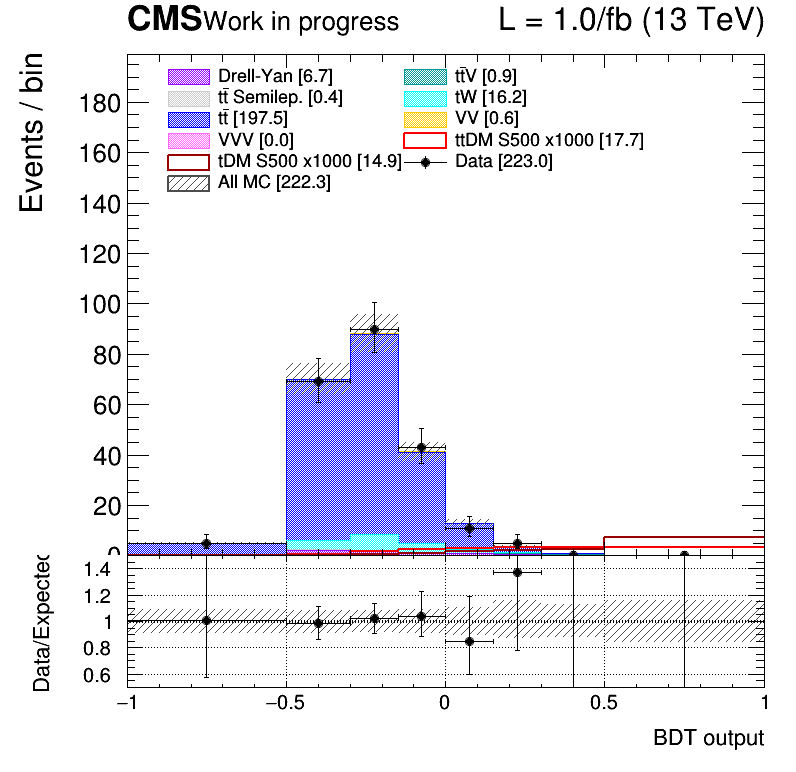 CMS Work in progress L = 1.0/fb (13 TeV)
Events / bin
180
160
140
120
100
80
60
40
20
0
Drell-Yan [6.7]
tt̄ Semilep. [0.4]
tt̄ [197.5]
VVV [0.0]
tDM S500 x1000 [14.9]
All MC [222.3]
tt̄V [0.9]
tW [16.2]
VV [0.6]
ttDM S500 x1000 [17.7]
Data [223.0]
Data/Expected
1.4
1.2
1
0.8
0.6
−1 −0.5 0 0.5 1
BDT output